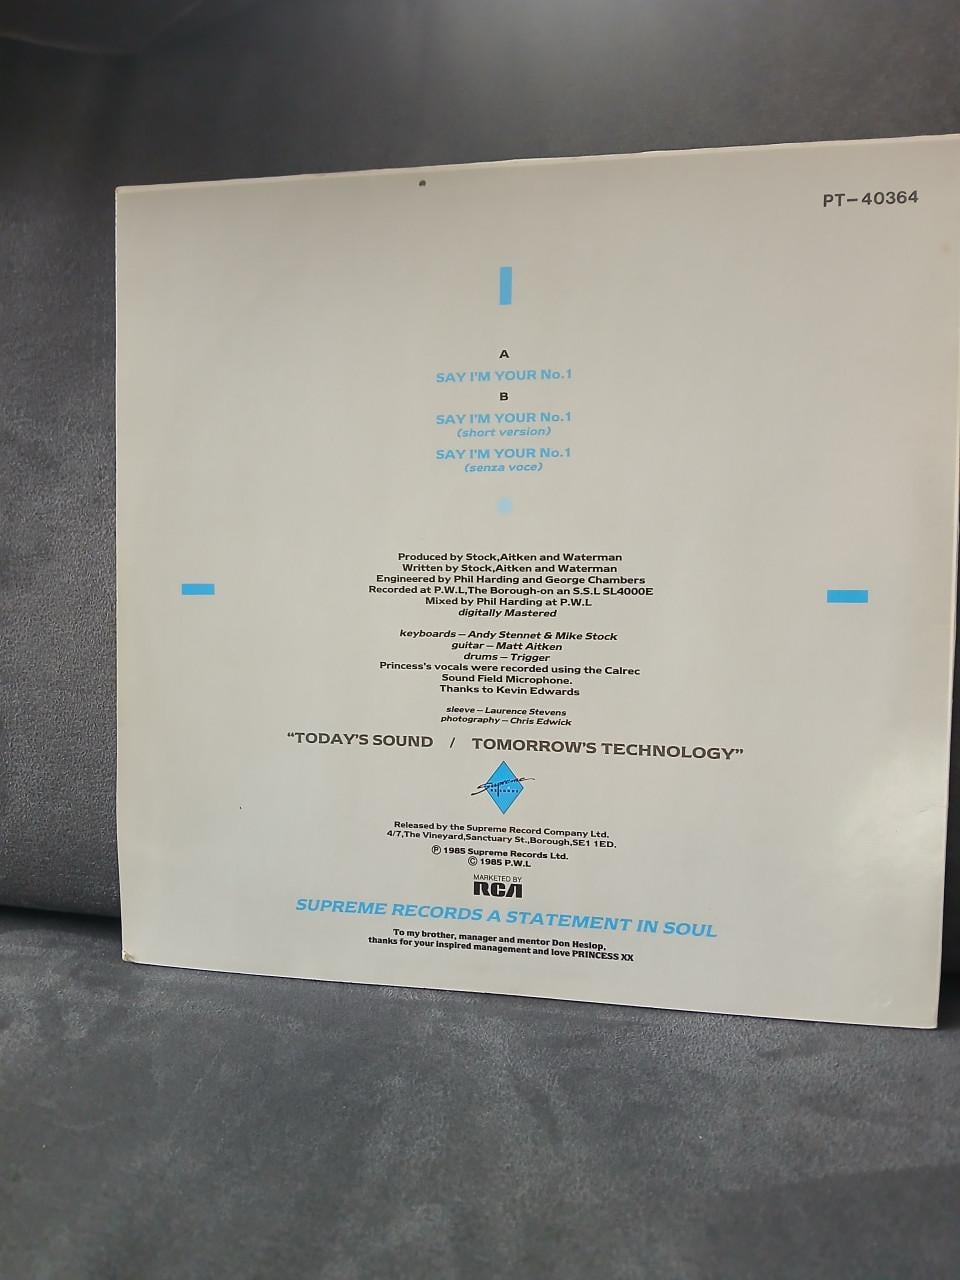 PT-40364
A
SAY I'M YOUR No.1
B
SAY I'M YOUR No.1
(short version)
SAY I'M YOUR No.1
(senza voce)
Produced by Stock,Aitken and Waterman
Written by Stock,Aitken and Waterman
Engineered by Phil Harding and George Chambers
Recorded at P.W.L,The Borough-on an S.S.L SL4000E
Mixed by Phil Harding at P.W.L
digitally Mastered
keyboards – Andy Stennet & Mike Stock
guitar – Matt Aitken
drums – Trigger
Princess's vocals were recorded using the Calrec
Sound Field Microphone.
Thanks to Kevin Edwards
sleeve – Laurence Stevens
photography – Chris Edwick
"TODAY'S SOUND / TOMORROW'S TECHNOLOGY"
Supreme
Released by the Supreme Record Company Ltd.
4/7,The Vineyard,Sanctuary St.,Borough,SE1 1ED.
℗ 1985 Supreme Records Ltd.
© 1985 P.W.L
MARKETED BY
RCA
SUPREME RECORDS A STATEMENT IN SOUL
To my brother, manager and mentor Don Heslop,
thanks for your inspired management and love PRINCESS XX